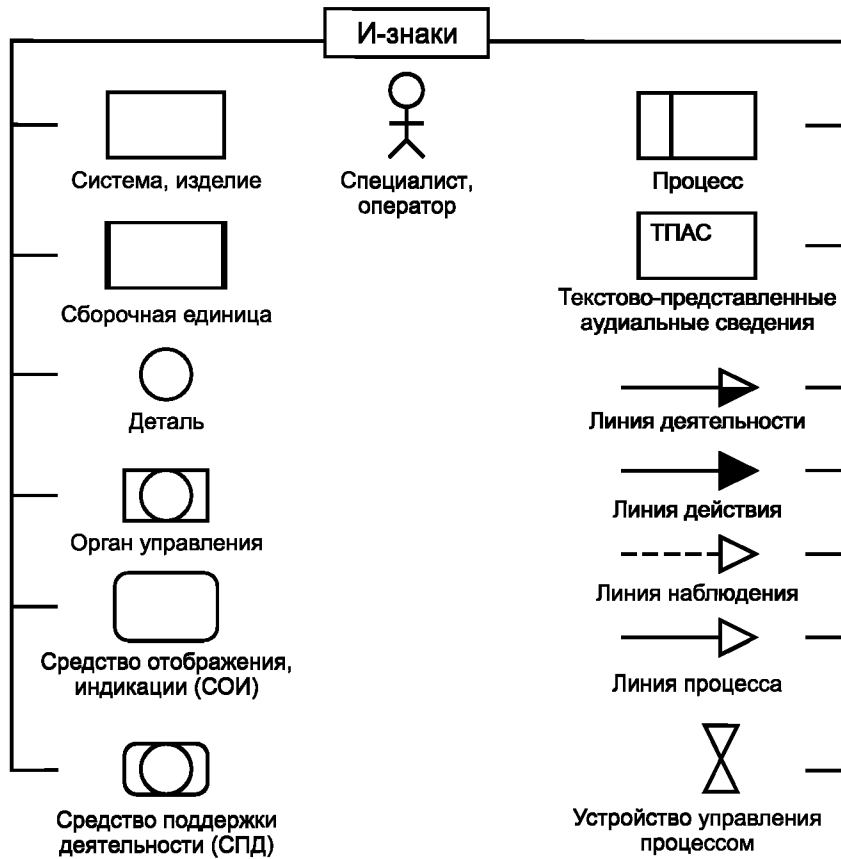 И-знаки
Система, изделие
Специалист,
оператор
Процесс
Сборочная единица
ТПАС
Текстово-представленные
аудиальные сведения
Деталь
Линия деятельности
Орган управления
Линия действия
Линия наблюдения
Средство отображения,
индикации (СОИ)
Линия процесса
Средство поддержки
деятельности (СПД)
Устройство управления
процессом